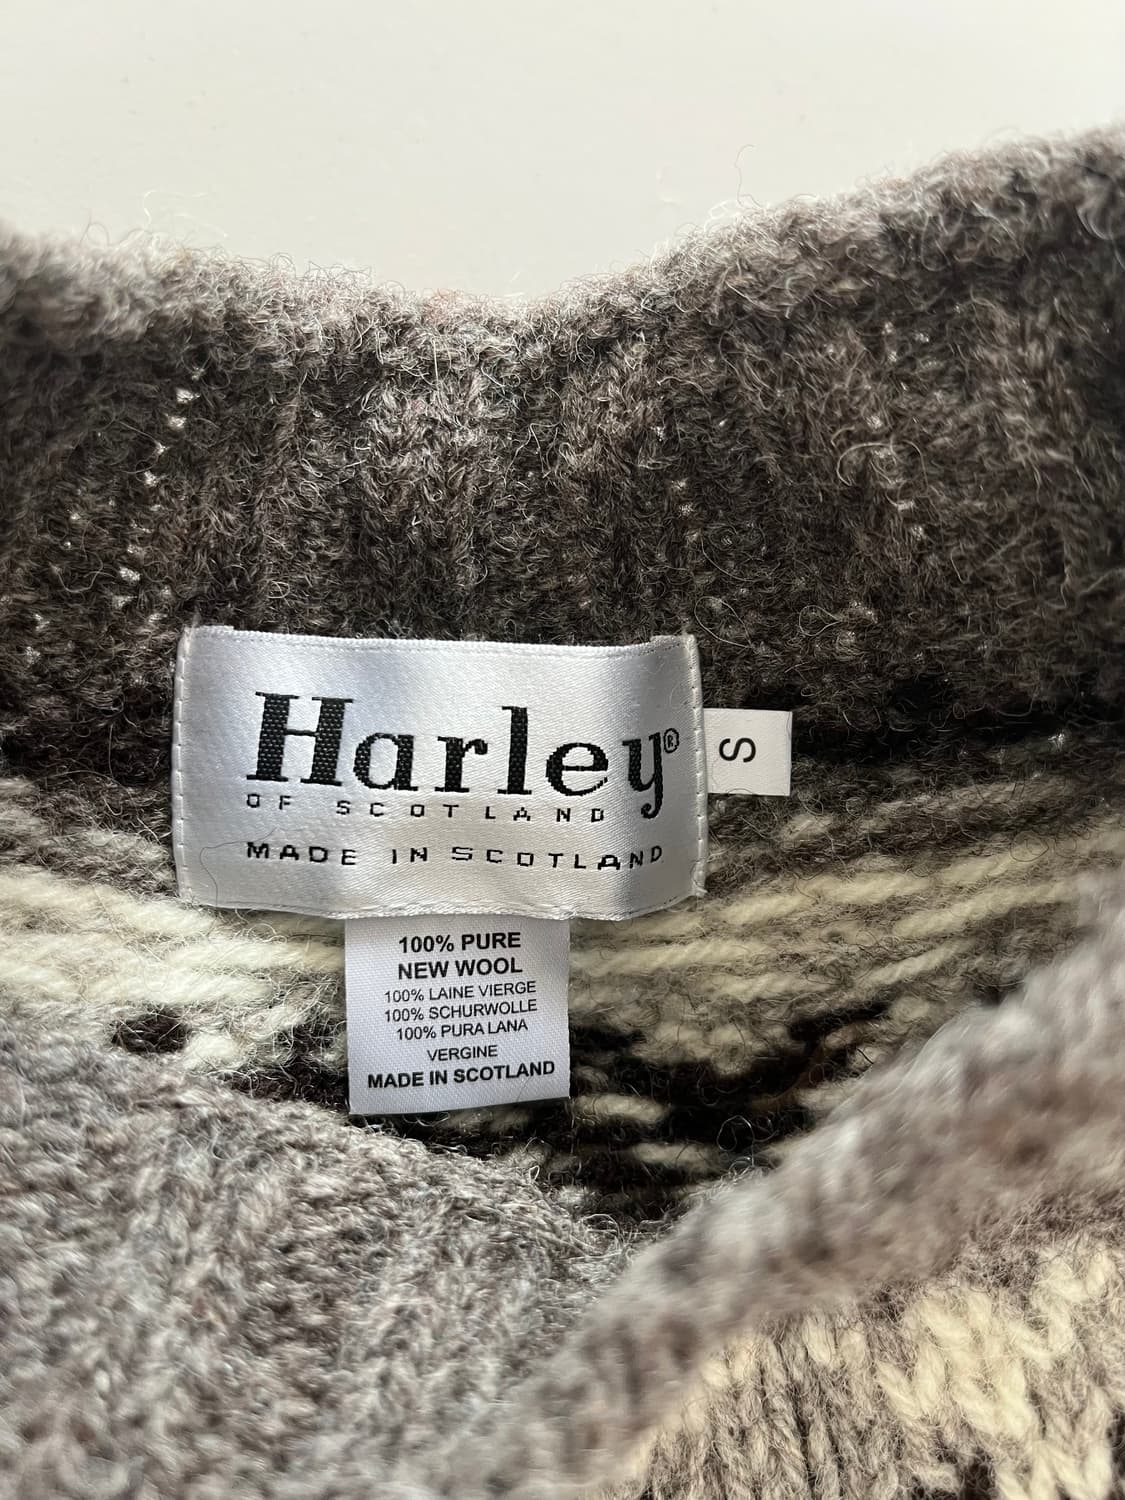 Harley®
OF SCOTLAND
MADE IN SCOTLAND
S
100% PURE
NEW WOOL
100% LAINE VIERGE
100% SCHURWOLLE
100% PURA LANA
VERGINE
MADE IN SCOTLAND